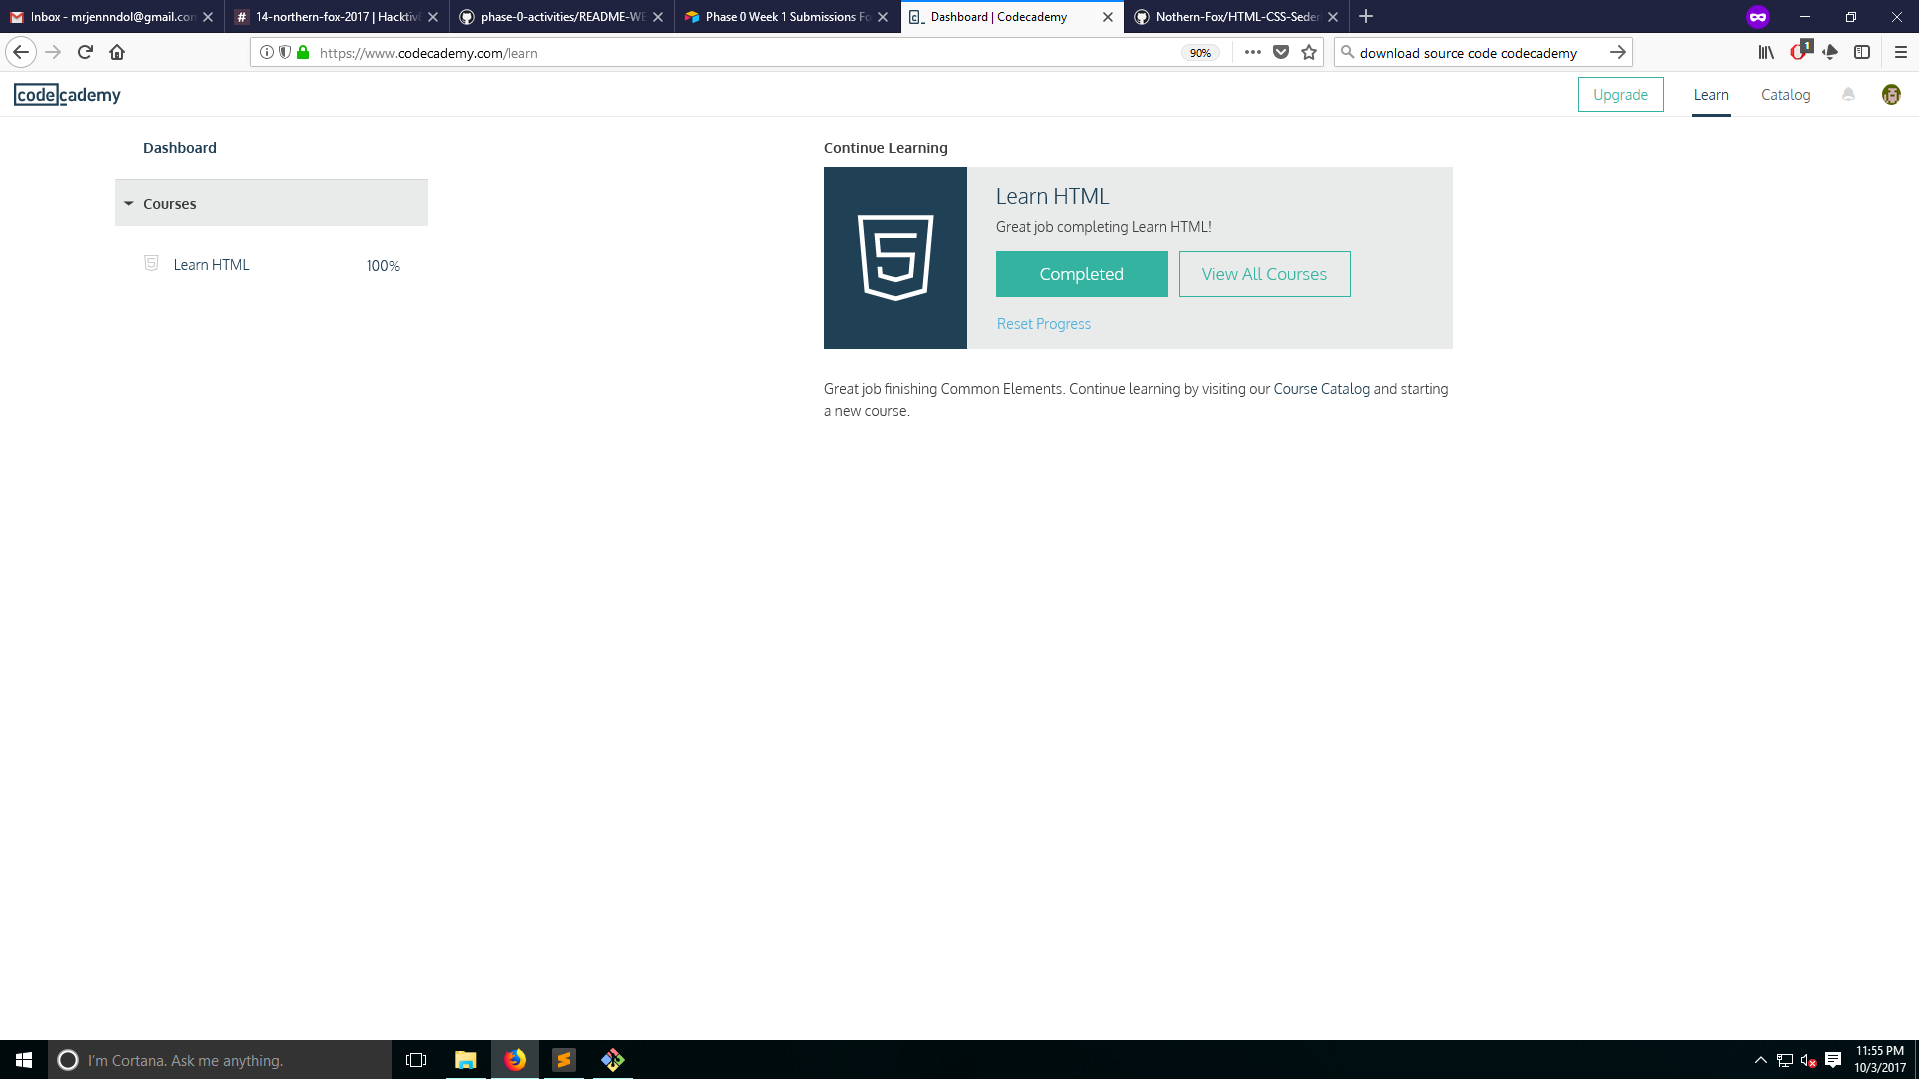 Inbox - mrjennndol@gmail.con
# 14-northern-fox-2017 | Hacktiv
phase-0-activities/README-WE
Phase 0 Week 1 Submissions Fo
Dashboard | Codecademy
Nothern-Fox/HTML-CSS-Seder
https://www.codecademy.com/learn
90%
download source code codecademy
1
codecademy
Upgrade
Learn
Catalog
Dashboard
Courses
Learn HTML
100%
Continue Learning
Learn HTML
Great job completing Learn HTML!
Completed
View All Courses
Reset Progress
Great job finishing Common Elements. Continue learning by visiting our Course Catalog and starting
a new course.
I'm Cortana. Ask me anything.
11:55 PM
10/3/2017